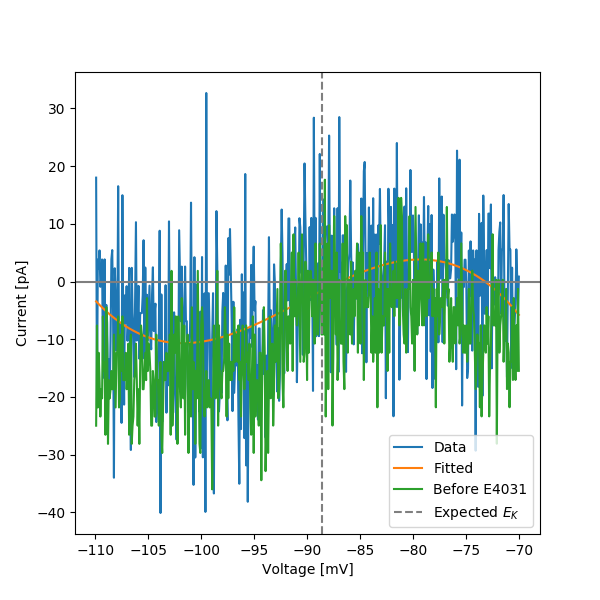 30
20
10
0
−10
−20
−30
−40
Current [pA]
−110 −105 −100 −95 −90 −85 −80 −75 −70
Voltage [mV]
Data
Fitted
Before E4031
Expected E_K